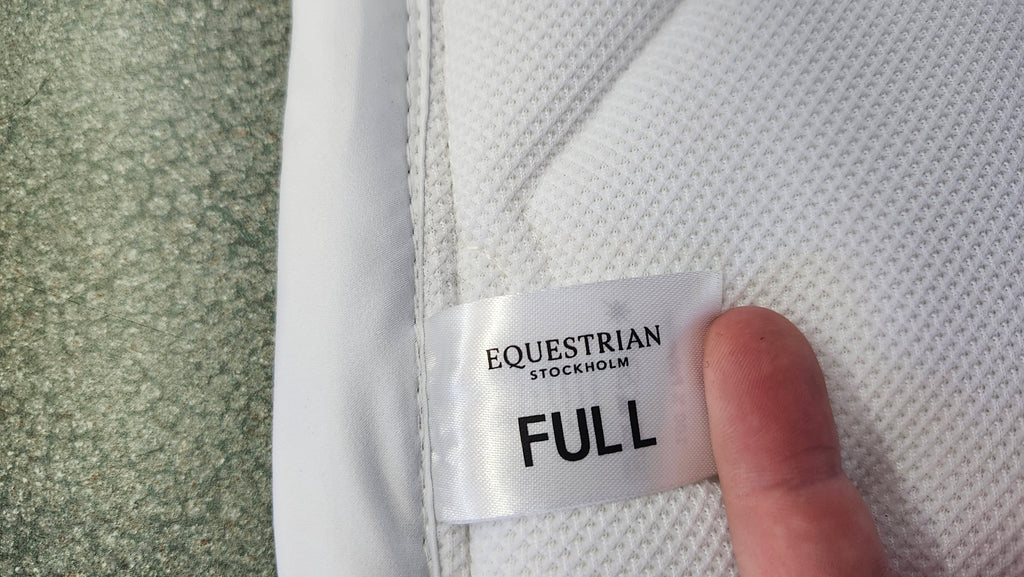 EQUESTRIAN
STOCKHOLM
FULL